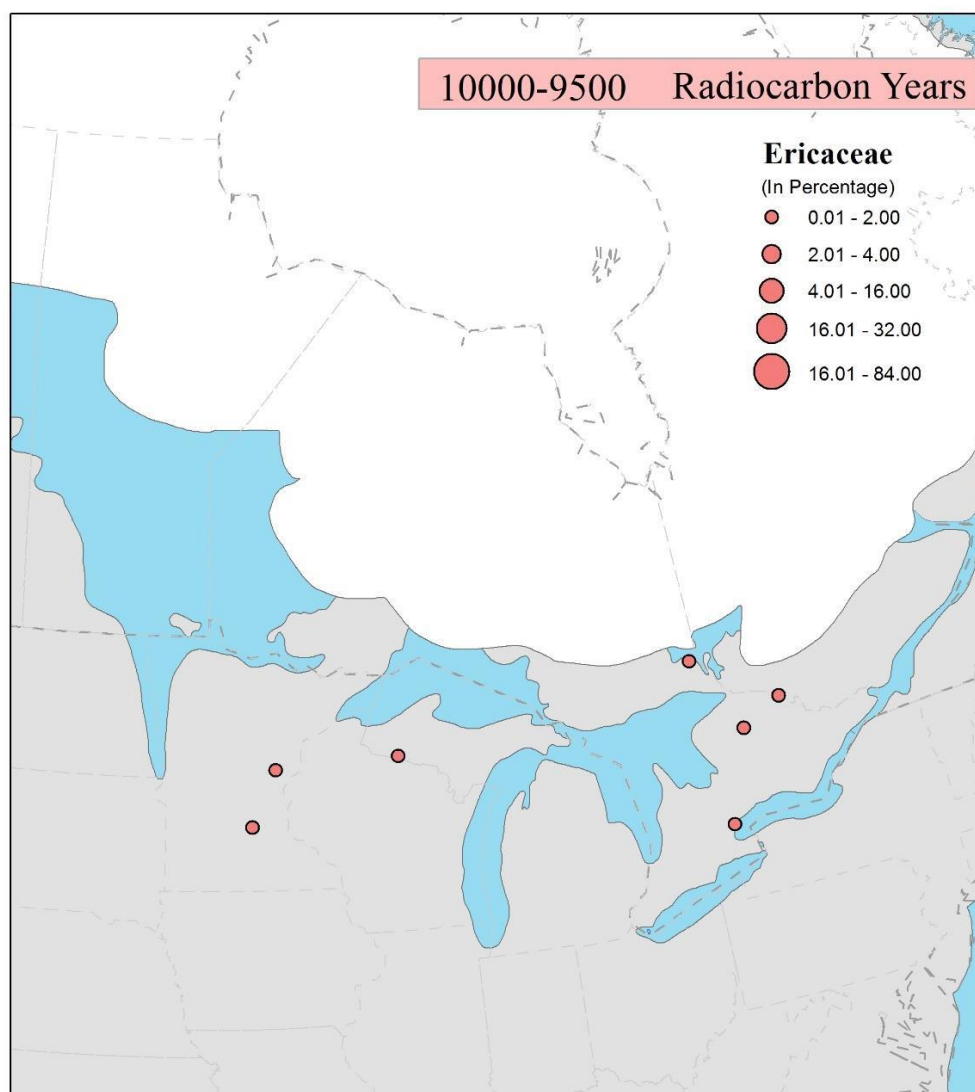 10000-9500 Radiocarbon Years
Ericaceae
(In Percentage)
0.01 - 2.00
2.01 - 4.00
4.01 - 16.00
16.01 - 32.00
16.01 - 84.00